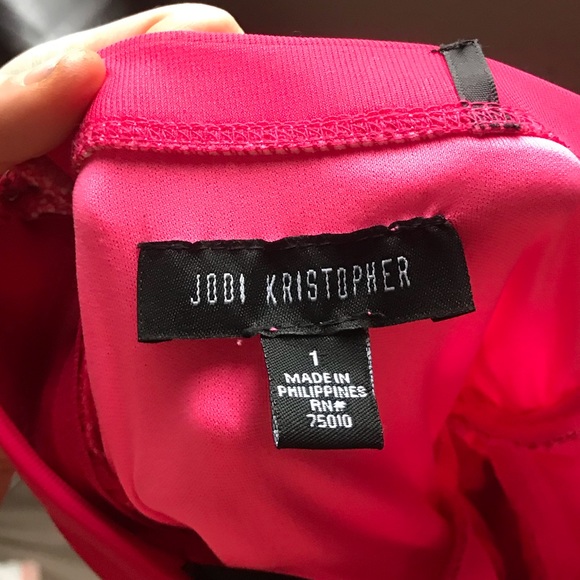 JODI KRISTOPHER
1
MADE IN
PHILIPPINES
RN#
75010